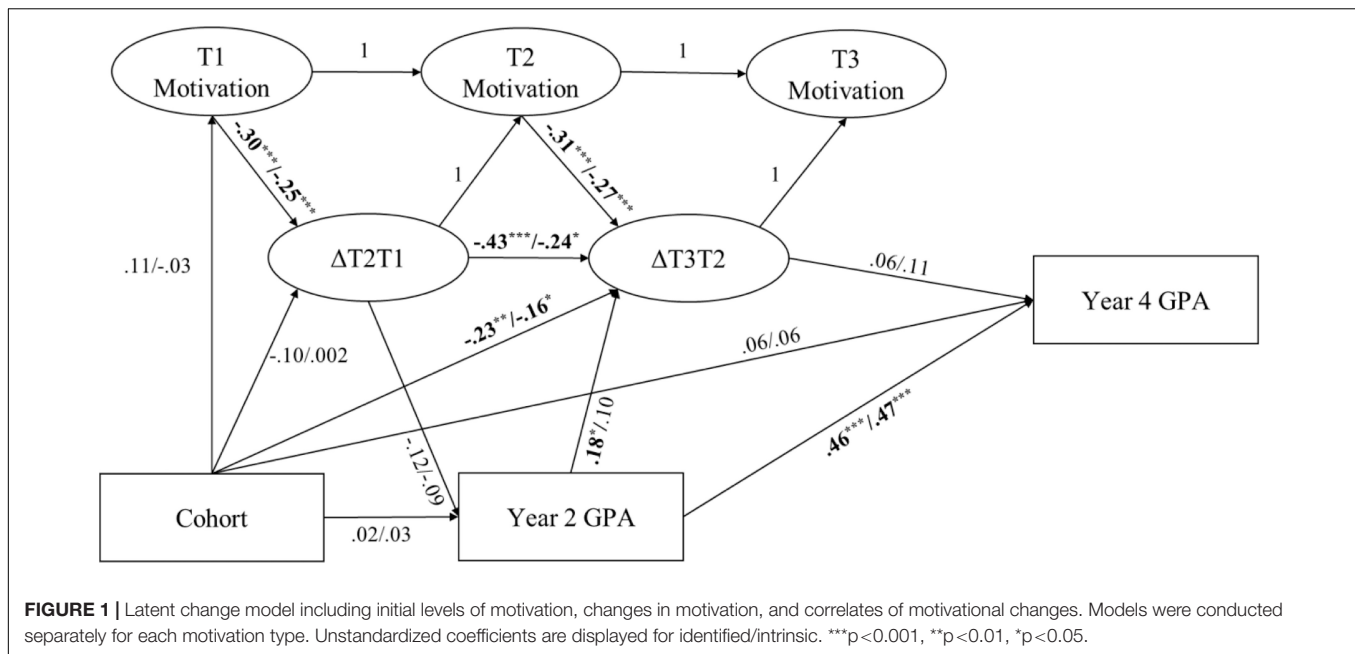 T1
Motivation
1
T2
Motivation
1
T3
Motivation
-.30***/-.25***
1
-.31***/-.27***
1
.11/-.03
ΔT2T1
-.43***/-.24*
ΔT3T2
.06/.11
Year 4 GPA
-.10/.002
-.23**/-.16*
.06/.06
-.12/-.09
.18*/.10
.46***/.47***
Cohort
.02/.03
Year 2 GPA
FIGURE 1 | Latent change model including initial levels of motivation, changes in motivation, and correlates of motivational changes. Models were conducted
separately for each motivation type. Unstandardized coefficients are displayed for identified/intrinsic. ***p<0.001, **p<0.01, *p<0.05.